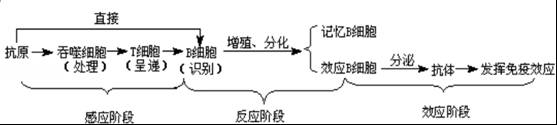 直接
抗原 吞噬细胞 T细胞 B细胞 增殖、分化 记忆B细胞
(处理) (呈递) (识别) 效应B细胞 分泌 抗体 发挥免疫效应
感应阶段 反应阶段 效应阶段